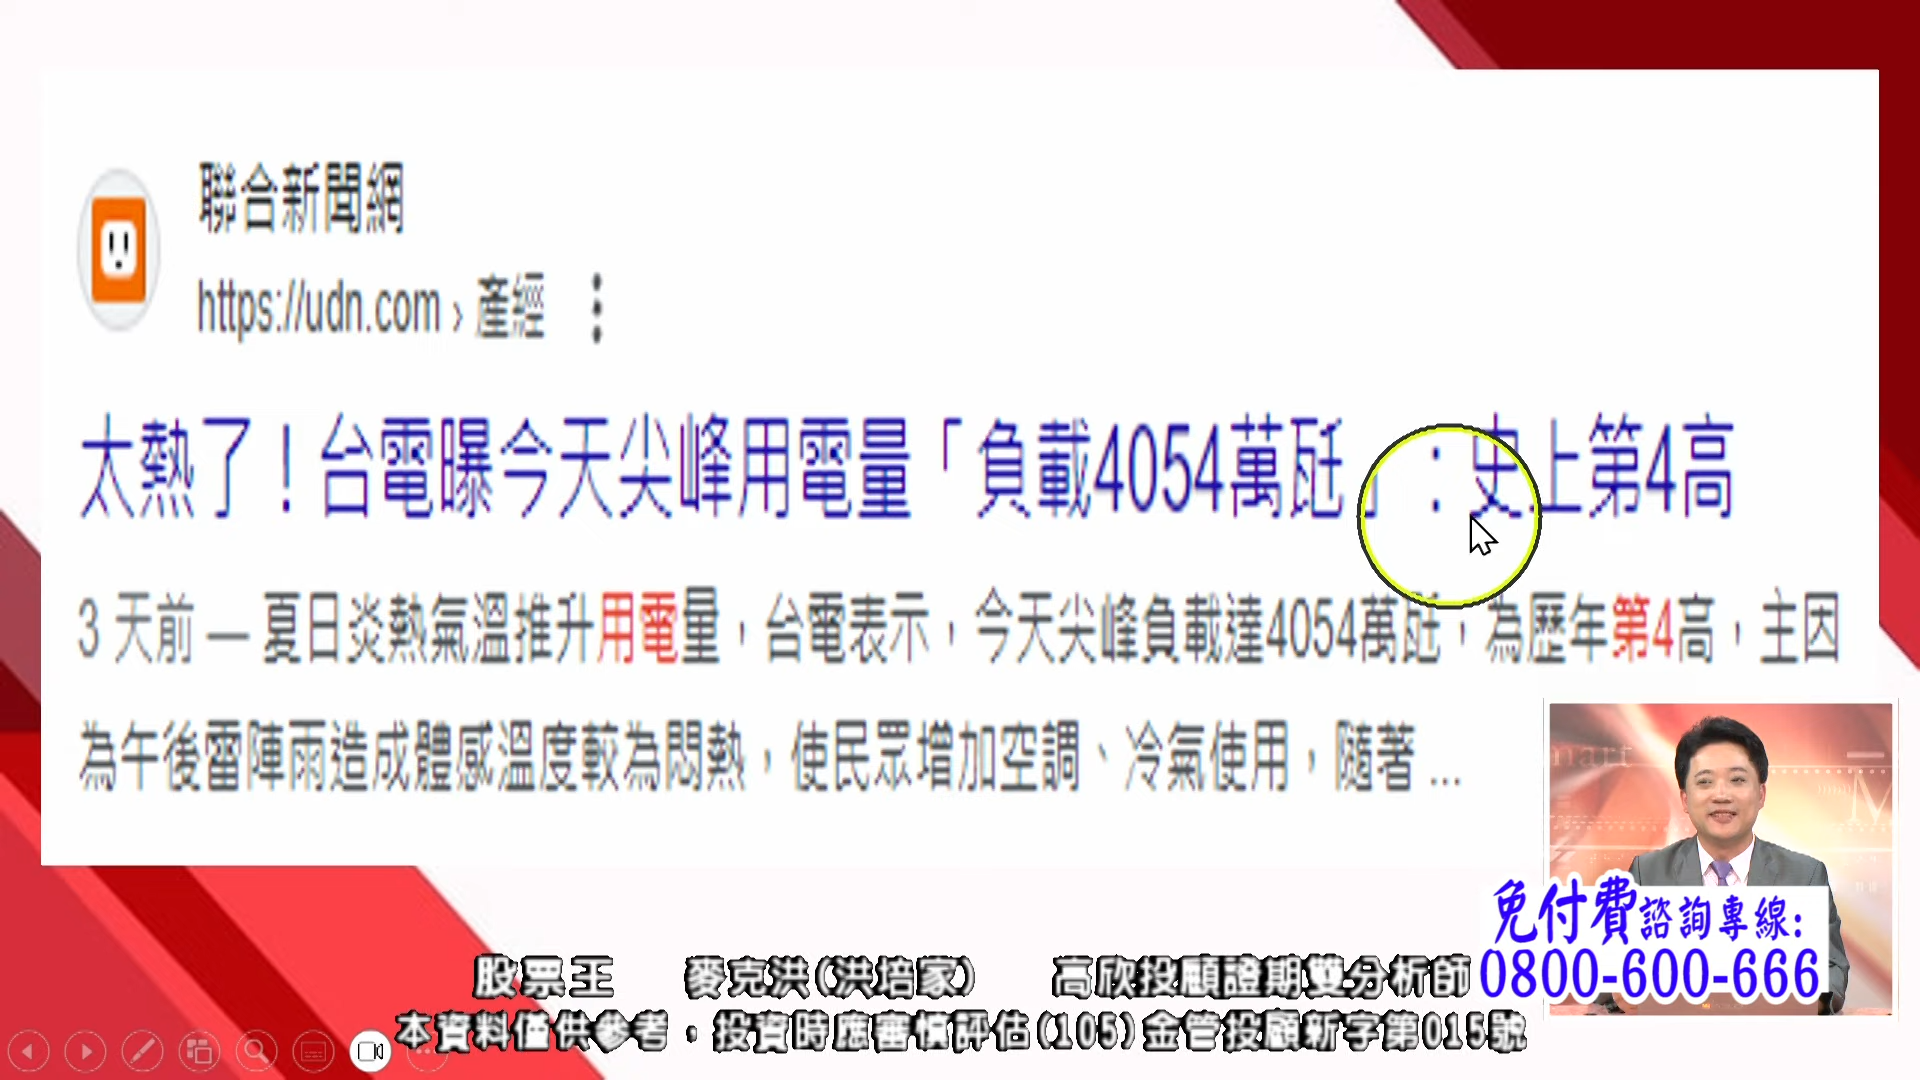 聯合新聞網
https://udn.com › 產經
太熱了！台電曝今天尖峰用電量「負載4054萬瓩」：史上第4高
3 天前 — 夏日炎熱氣溫推升用電量，台電表示，今天尖峰負載達4054萬瓩，為歷年第4高，主因
為午後雷陣雨造成體感溫度較為悶熱，使民眾增加空調、冷氣使用，隨著 ...
免付費諮詢專線:
0800-600-666
股票王 麥克洪(洪培家) 高欣投顧證期雙分析師
本資料僅供參考，投資時應審慎評估(105)金管投顧新字第015號